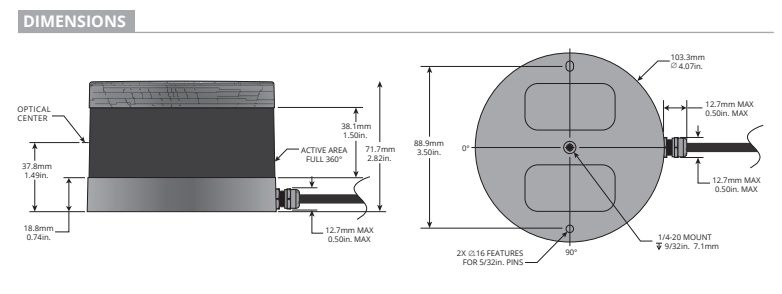 DIMENSIONS
OPTICAL
CENTER
37.8mm
1.49in.
18.8mm
0.74in.
38.1mm
1.50in.
71.7mm
2.82in.
ACTIVE AREA
FULL 360°
12.7mm MAX
0.50in. MAX
88.9mm
3.50in.
0°
103.3mm
∅ 4.07in.
12.7mm MAX
0.50in. MAX
12.7mm MAX
0.50in. MAX
1/4-20 MOUNT
↧ 9/32in. 7.1mm
2X ∅.16 FEATURES
FOR 5/32in. PINS
90°